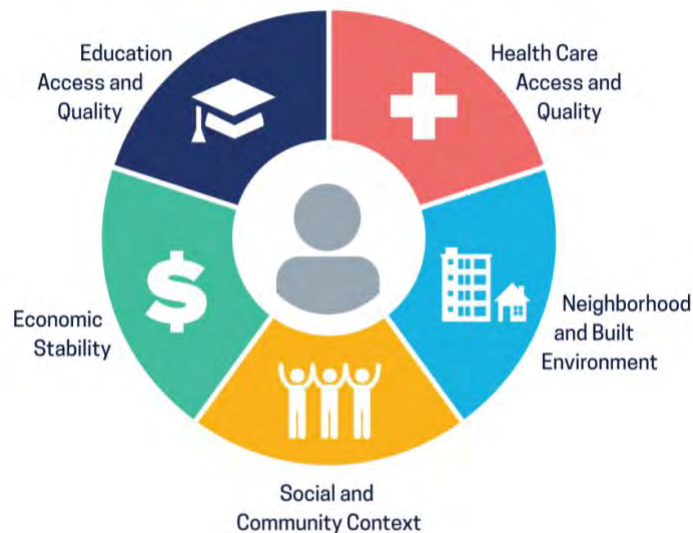 Education
Access and
Quality
Health Care
Access and
Quality
$
Economic
Stability
Neighborhood
and Built
Environment
Social and
Community Context